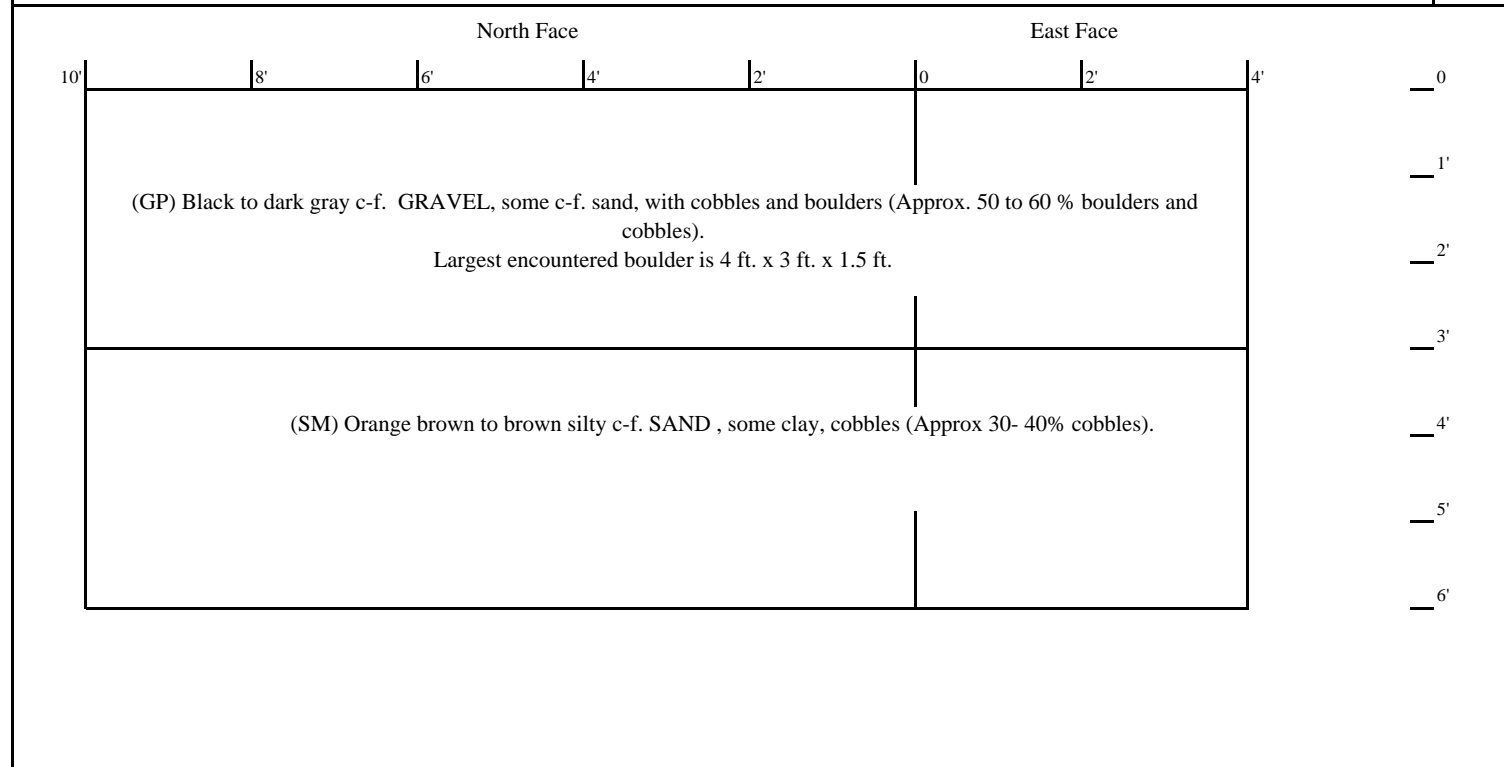 North Face East Face
10' 8' 6' 4' 2' 0 2' 4' 0
1'
(GP) Black to dark gray c-f.  GRAVEL, some c-f. sand, with cobbles and boulders (Approx. 50 to 60 % boulders and
cobbles).
Largest encountered boulder is 4 ft. x 3 ft. x 1.5 ft.
2'
3'
(SM) Orange brown to brown silty c-f. SAND , some clay, cobbles (Approx 30- 40% cobbles).
4'
5'
6'